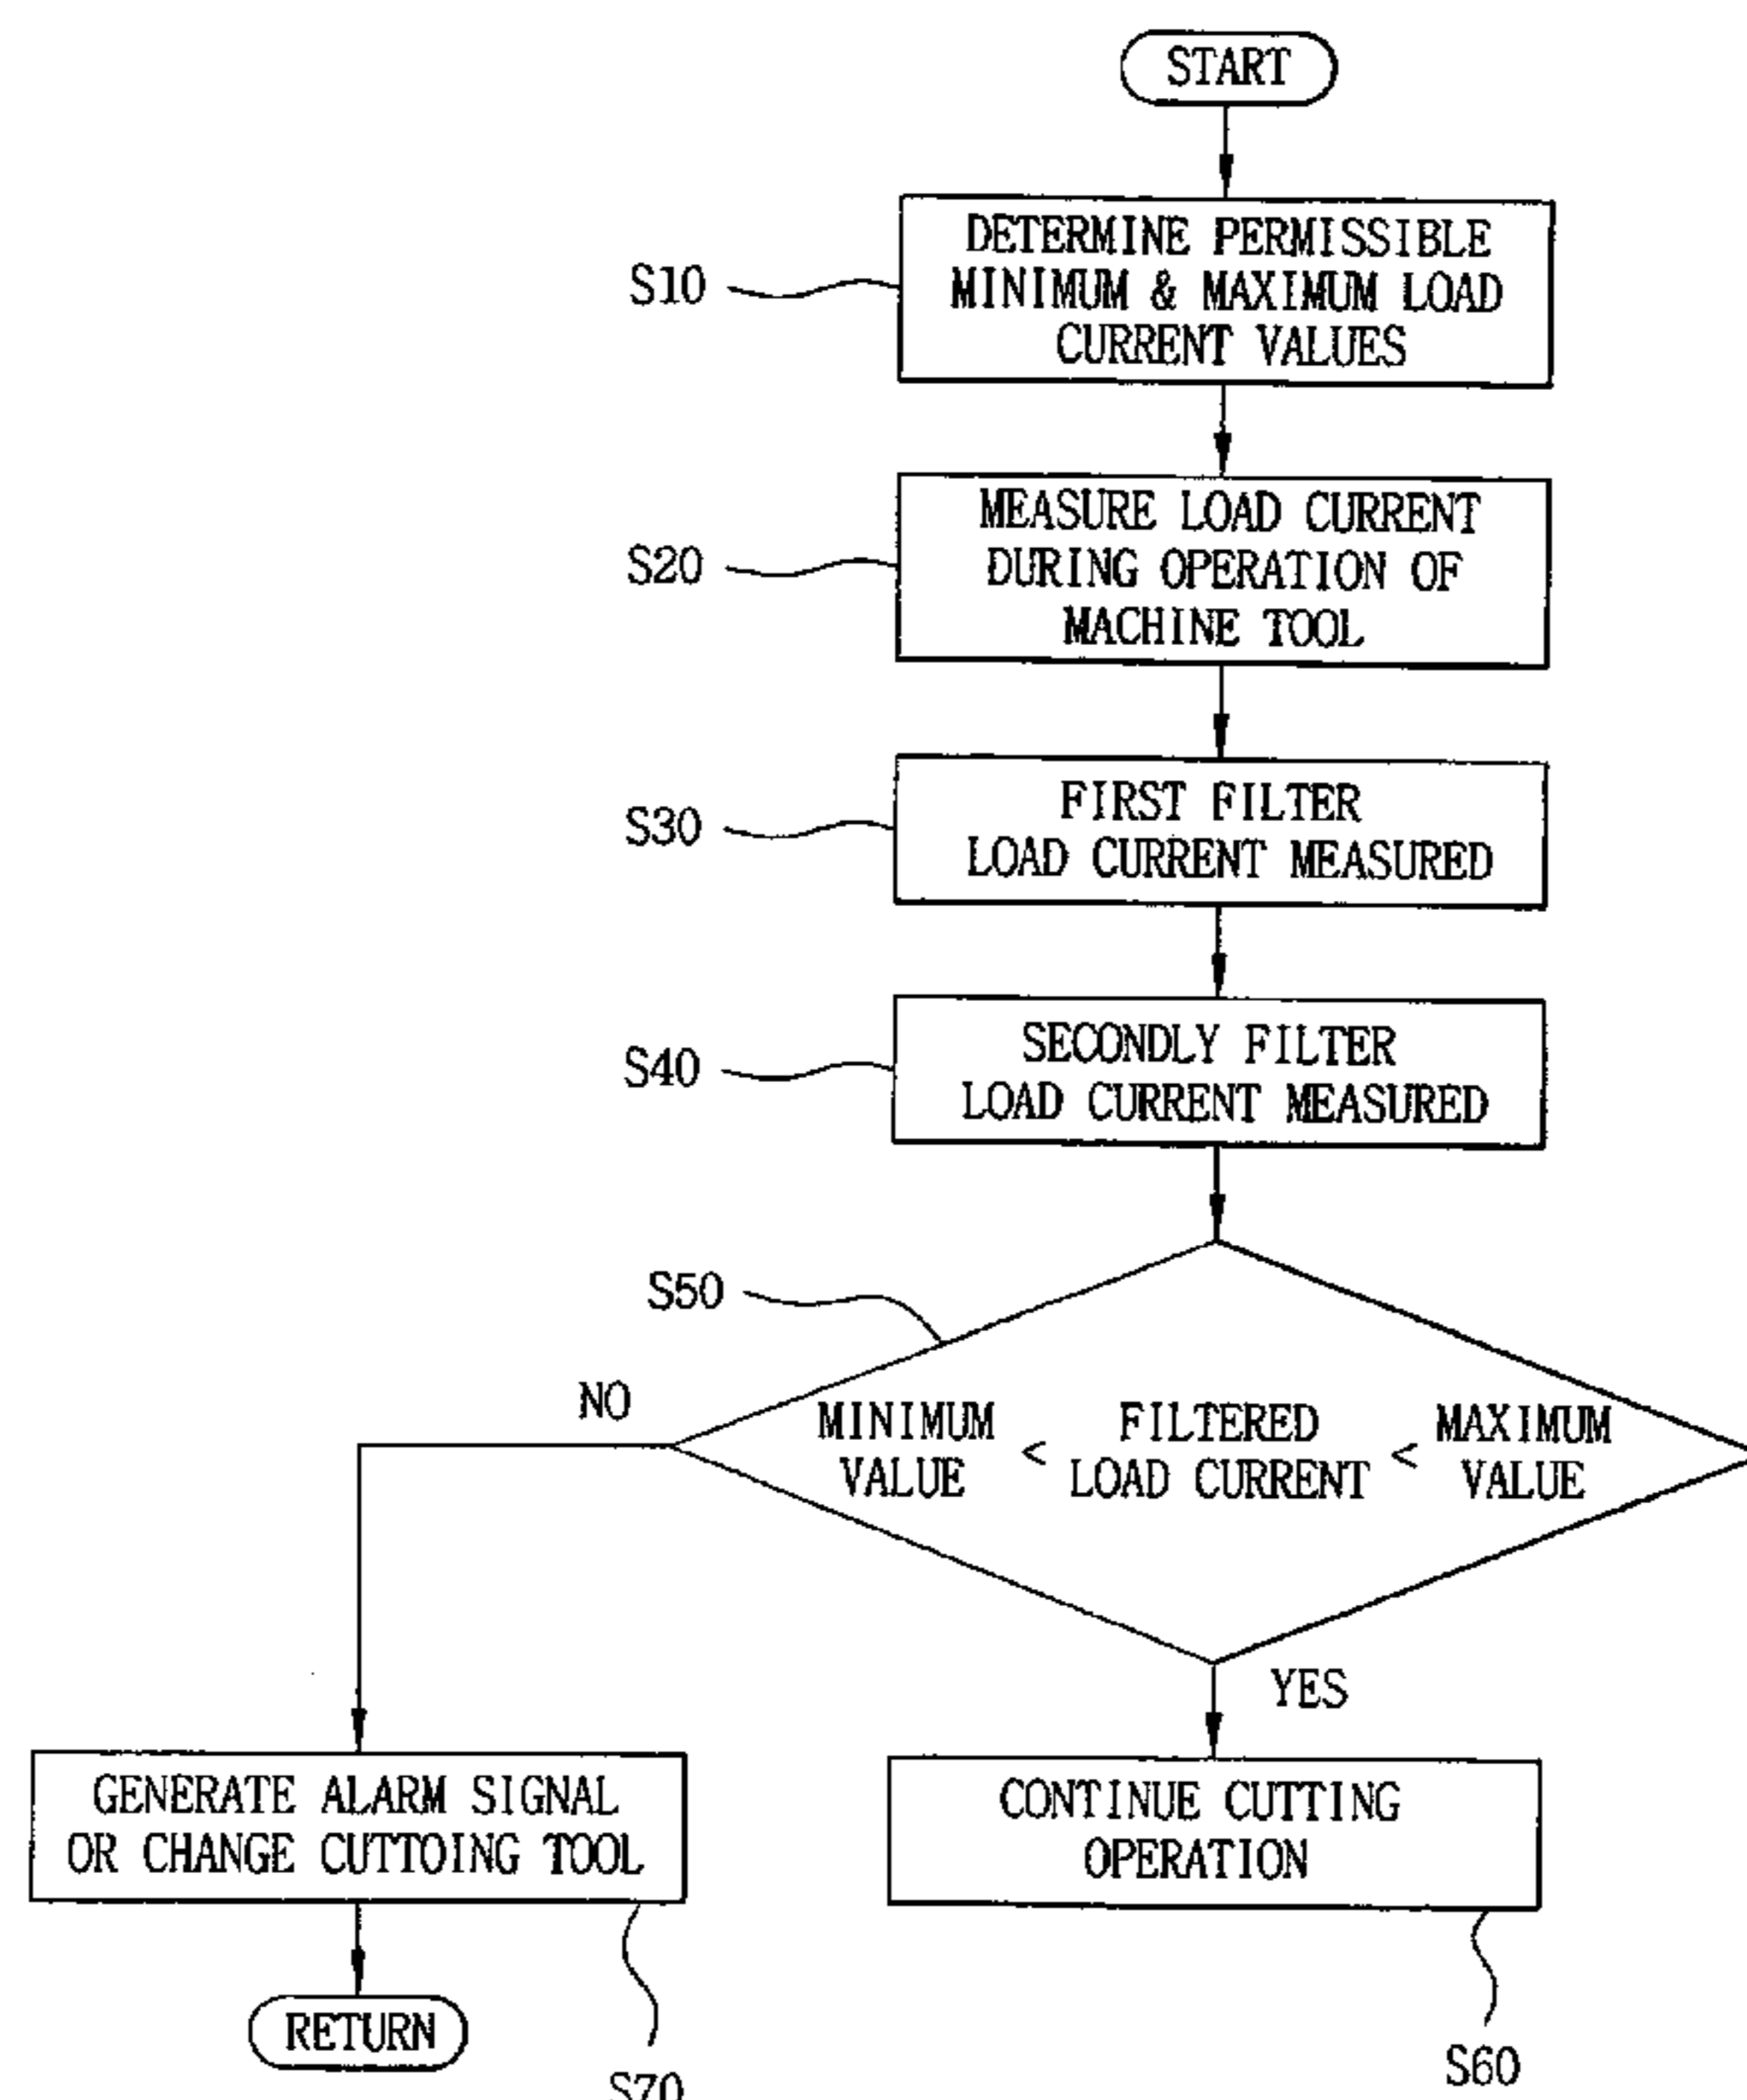 START
DETERMINE PERMISSIBLE
MINIMUM & MAXIMUM LOAD
CURRENT VALUES
S10
MEASURE LOAD CURRENT
DURING OPERATION OF
MACHINE TOOL
S20
FIRST FILTER
LOAD CURRENT MEASURED
S30
SECONDLY FILTER
LOAD CURRENT MEASURED
S40
S50
NO
MINIMUM
VALUE
<
FILTERED
LOAD CURRENT
<
MAXIMUM
VALUE
YES
GENERATE ALARM SIGNAL
OR CHANGE CUTTOING TOOL
CONTINUE CUTTING
OPERATION
RETURN
S70
S60